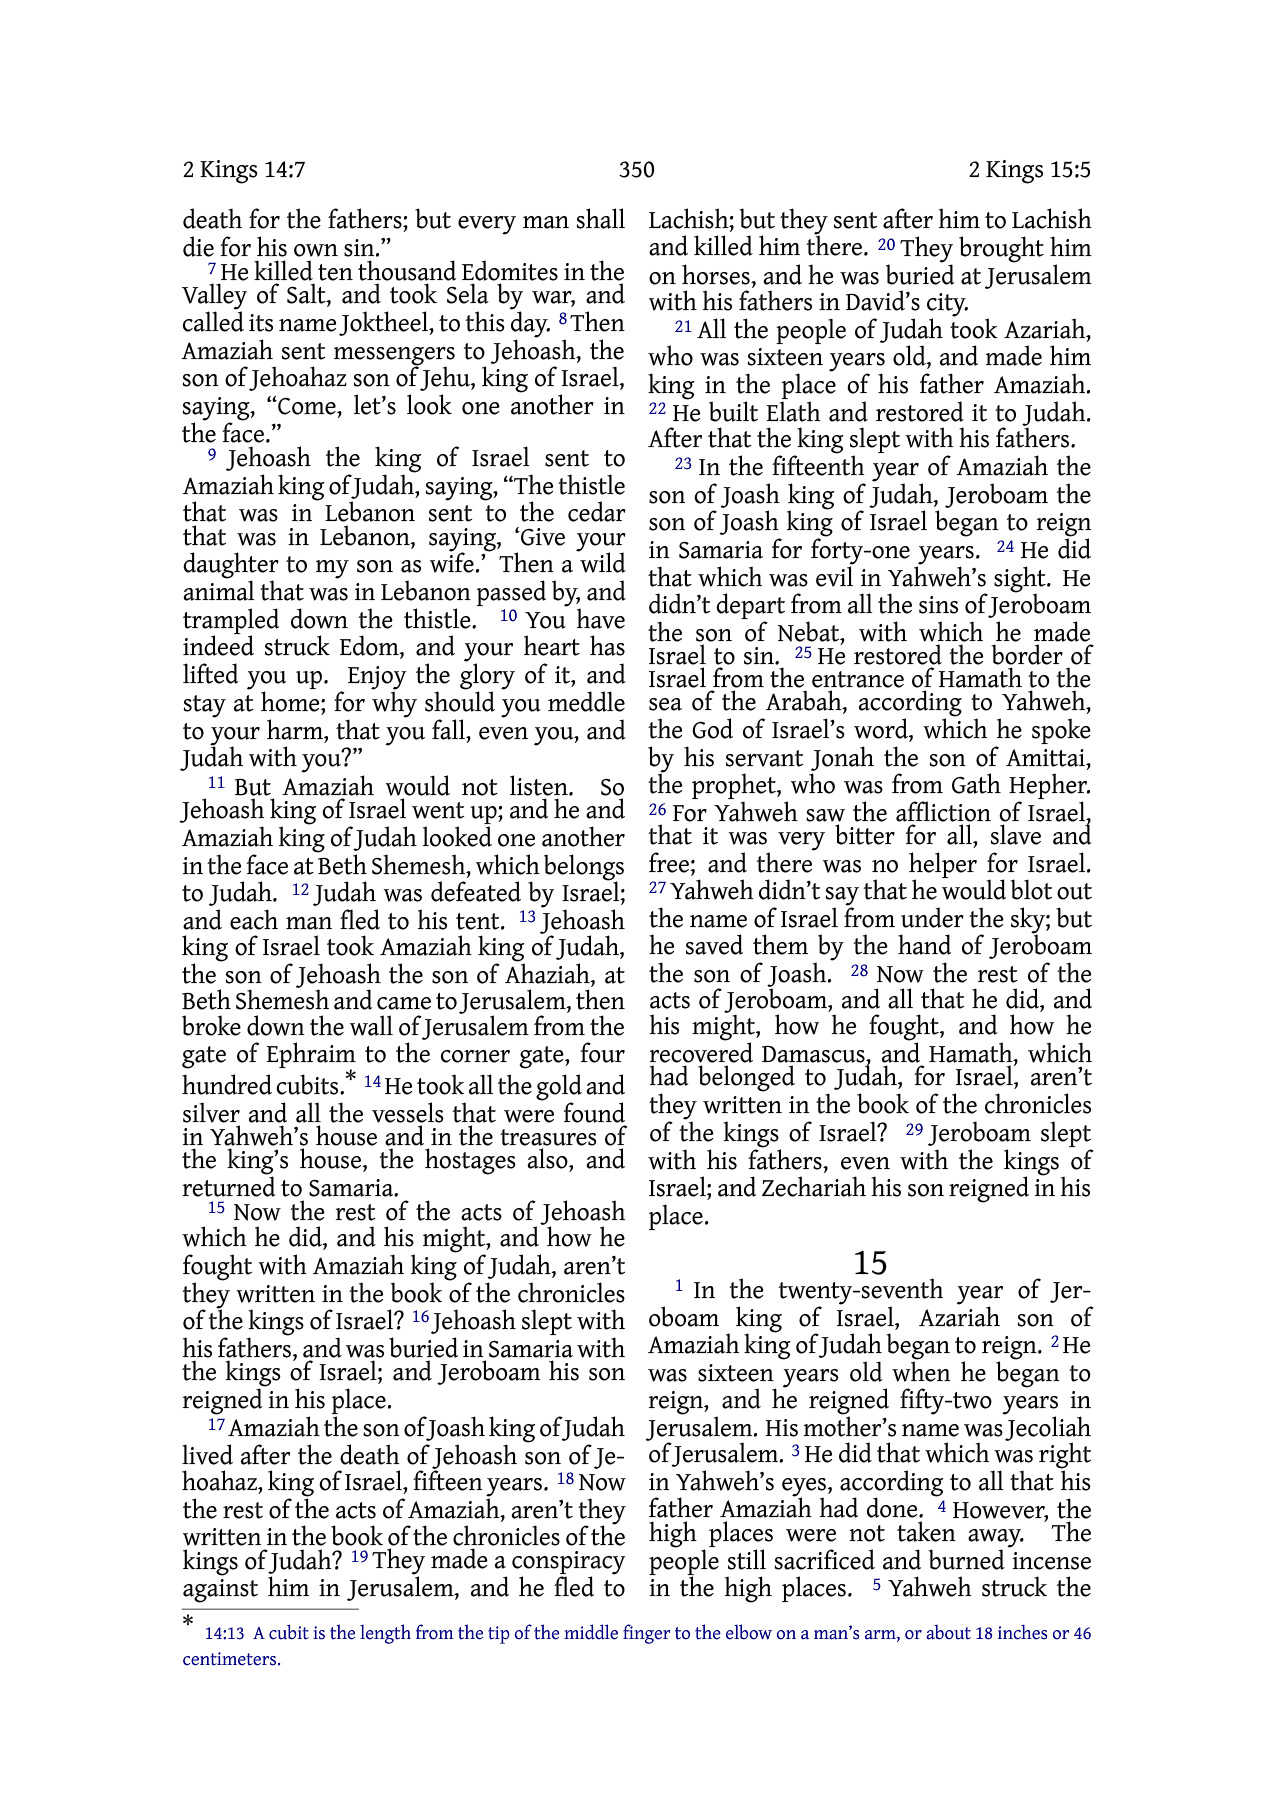 2 Kings 14:7 350 2 Kings 15:5
death for the fathers; but every man shall
die for his own sin.”
7 He killed ten thousand Edomites in the
Valley of Salt, and took Sela by war, and
called its name Joktheel, to this day. 8 Then
Amaziah sent messengers to Jehoash, the
son of Jehoahaz son of Jehu, king of Israel,
saying, “Come, let’s look one another in
the face.”
9 Jehoash the king of Israel sent to
Amaziah king of Judah, saying, “The thistle
that was in Lebanon sent to the cedar
that was in Lebanon, saying, ‘Give your
daughter to my son as wife.’ Then a wild
animal that was in Lebanon passed by, and
trampled down the thistle. 10 You have
indeed struck Edom, and your heart has
lifted you up. Enjoy the glory of it, and
stay at home; for why should you meddle
to your harm, that you fall, even you, and
Judah with you?”
11 But Amaziah would not listen. So
Jehoash king of Israel went up; and he and
Amaziah king of Judah looked one another
in the face at Beth Shemesh, which belongs
to Judah. 12 Judah was defeated by Israel;
and each man fled to his tent. 13 Jehoash
king of Israel took Amaziah king of Judah,
the son of Jehoash the son of Ahaziah, at
Beth Shemesh and came to Jerusalem, then
broke down the wall of Jerusalem from the
gate of Ephraim to the corner gate, four
hundred cubits.* 14 He took all the gold and
silver and all the vessels that were found
in Yahweh’s house and in the treasures of
the king’s house, the hostages also, and
returned to Samaria.
15 Now the rest of the acts of Jehoash
which he did, and his might, and how he
fought with Amaziah king of Judah, aren’t
they written in the book of the chronicles
of the kings of Israel? 16 Jehoash slept with
his fathers, and was buried in Samaria with
the kings of Israel; and Jeroboam his son
reigned in his place.
17 Amaziah the son of Joash king of Judah
lived after the death of Jehoash son of Je-
hoahaz, king of Israel, fifteen years. 18 Now
the rest of the acts of Amaziah, aren’t they
written in the book of the chronicles of the
kings of Judah? 19 They made a conspiracy
against him in Jerusalem, and he fled to
Lachish; but they sent after him to Lachish
and killed him there. 20 They brought him
on horses, and he was buried at Jerusalem
with his fathers in David’s city.
21 All the people of Judah took Azariah,
who was sixteen years old, and made him
king in the place of his father Amaziah.
22 He built Elath and restored it to Judah.
After that the king slept with his fathers.
23 In the fifteenth year of Amaziah the
son of Joash king of Judah, Jeroboam the
son of Joash king of Israel began to reign
in Samaria for forty-one years. 24 He did
that which was evil in Yahweh’s sight. He
didn’t depart from all the sins of Jeroboam
the son of Nebat, with which he made
Israel to sin. 25 He restored the border of
Israel from the entrance of Hamath to the
sea of the Arabah, according to Yahweh,
the God of Israel’s word, which he spoke
by his servant Jonah the son of Amittai,
the prophet, who was from Gath Hepher.
26 For Yahweh saw the affliction of Israel,
that it was very bitter for all, slave and
free; and there was no helper for Israel.
27 Yahweh didn’t say that he would blot out
the name of Israel from under the sky; but
he saved them by the hand of Jeroboam
the son of Joash. 28 Now the rest of the
acts of Jeroboam, and all that he did, and
his might, how he fought, and how he
recovered Damascus, and Hamath, which
had belonged to Judah, for Israel, aren’t
they written in the book of the chronicles
of the kings of Israel? 29 Jeroboam slept
with his fathers, even with the kings of
Israel; and Zechariah his son reigned in his
place.
15
1 In the twenty-seventh year of Jer-
oboam king of Israel, Azariah son of
Amaziah king of Judah began to reign. 2 He
was sixteen years old when he began to
reign, and he reigned fifty-two years in
Jerusalem. His mother’s name was Jecoliah
of Jerusalem. 3 He did that which was right
in Yahweh’s eyes, according to all that his
father Amaziah had done. 4 However, the
high places were not taken away. The
people still sacrificed and burned incense
in the high places. 5 Yahweh struck the
* 14:13 A cubit is the length from the tip of the middle finger to the elbow on a man’s arm, or about 18 inches or 46
centimeters.